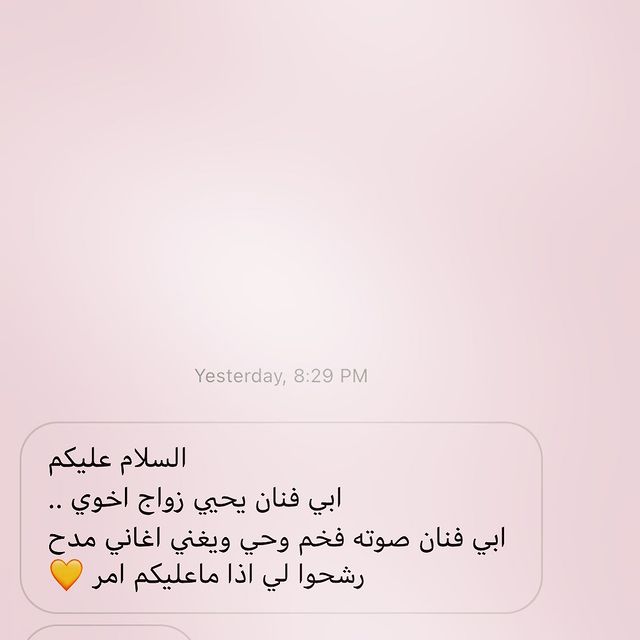 Yesterday, 8:29 PM
السلام عليكم
ابي فنان يحيي زواج اخوي ..
ابي فنان صوته فخم وحي ويغني اغاني مدح
رشحوا لي اذا ماعليكم امر 💛